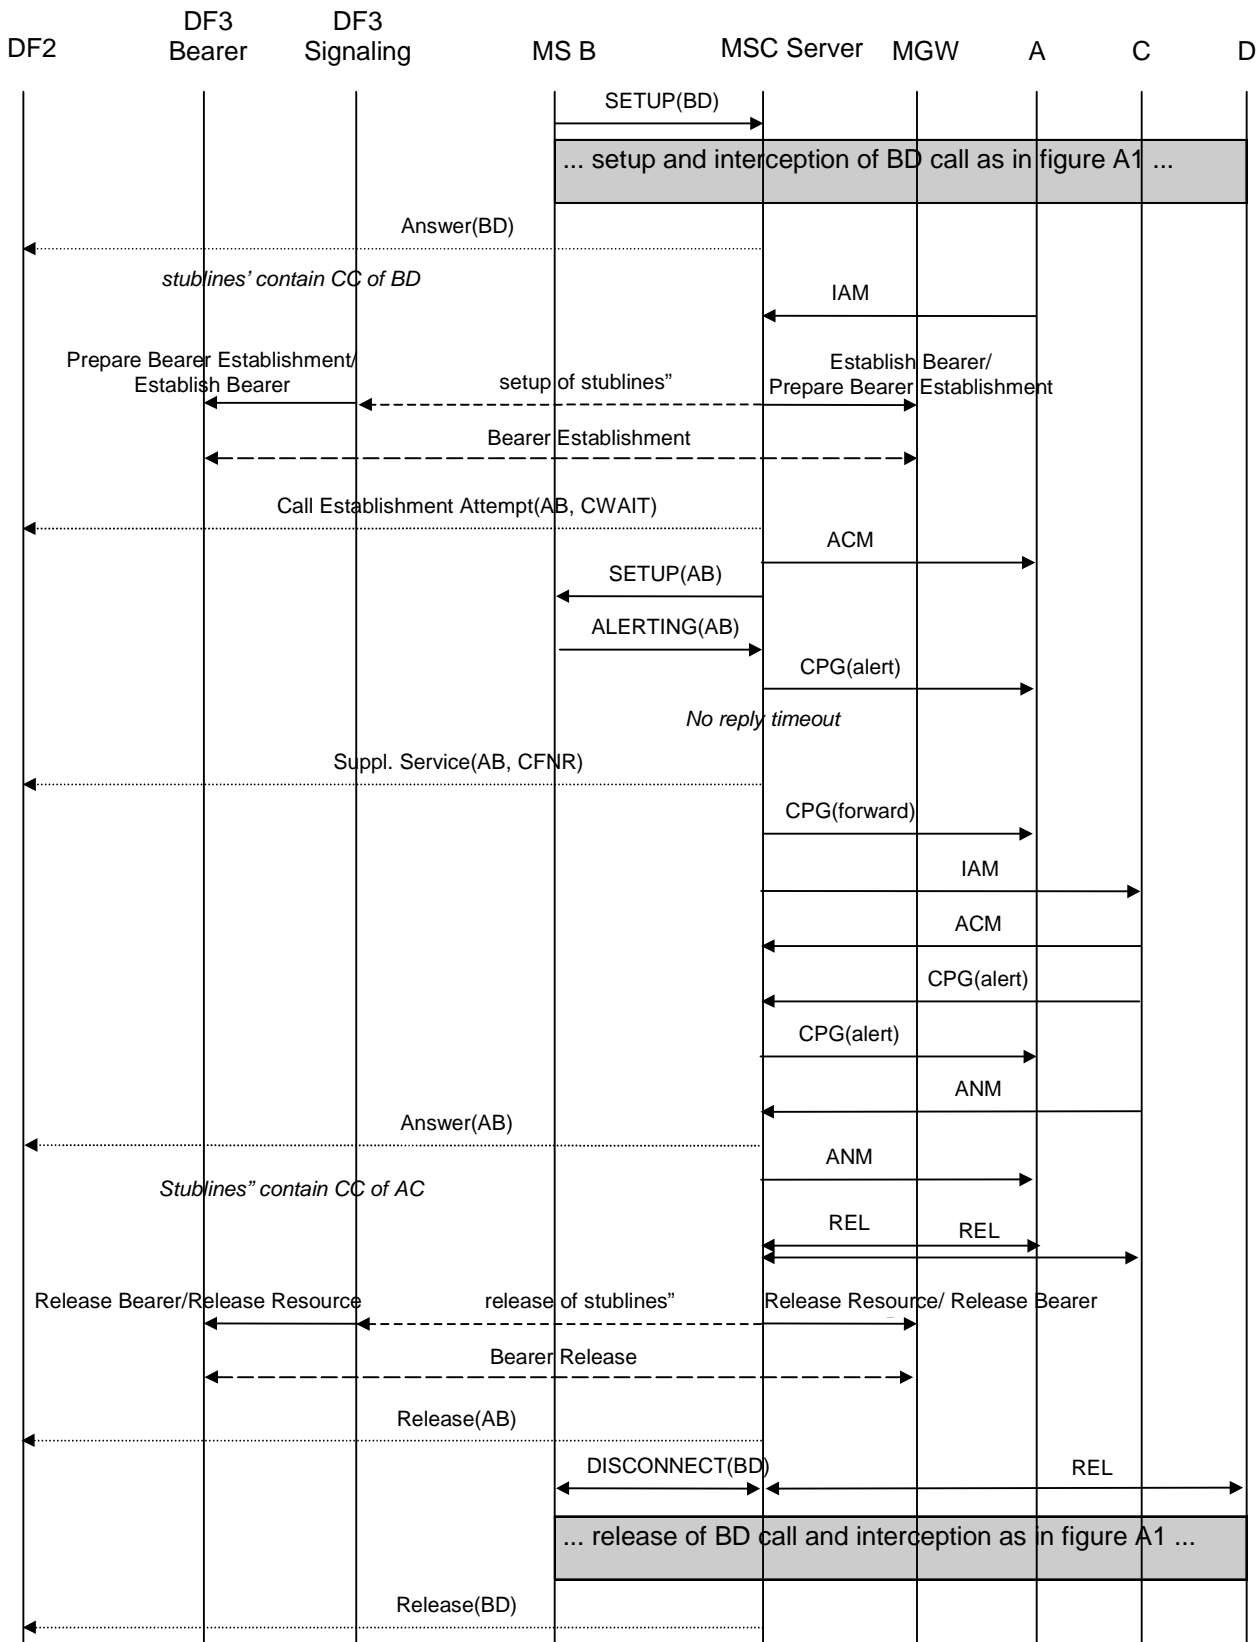 DF2
DF3
Bearer
DF3
Signaling
MS B
MSC Server
MGW
A
C
D
SETUP(BD)
... setup and interception of BD call as in figure A1 ...
Answer(BD)
stublines’ contain CC of BD
IAM
Prepare Bearer Establishment/
Establish Bearer
setup of stublines”
Establish Bearer/
Prepare Bearer Establishment
Bearer Establishment
Call Establishment Attempt(AB, CWAIT)
ACM
SETUP(AB)
ALERTING(AB)
CPG(alert)
No reply timeout
Suppl. Service(AB, CFNR)
CPG(forward)
IAM
ACM
CPG(alert)
CPG(alert)
ANM
Answer(AB)
ANM
Stublines” contain CC of AC
REL
REL
Release Bearer/Release Resource
release of stublines”
Release Resource/ Release Bearer
Bearer Release
Release(AB)
DISCONNECT(BD)
REL
... release of BD call and interception as in figure A1 ...
Release(BD)